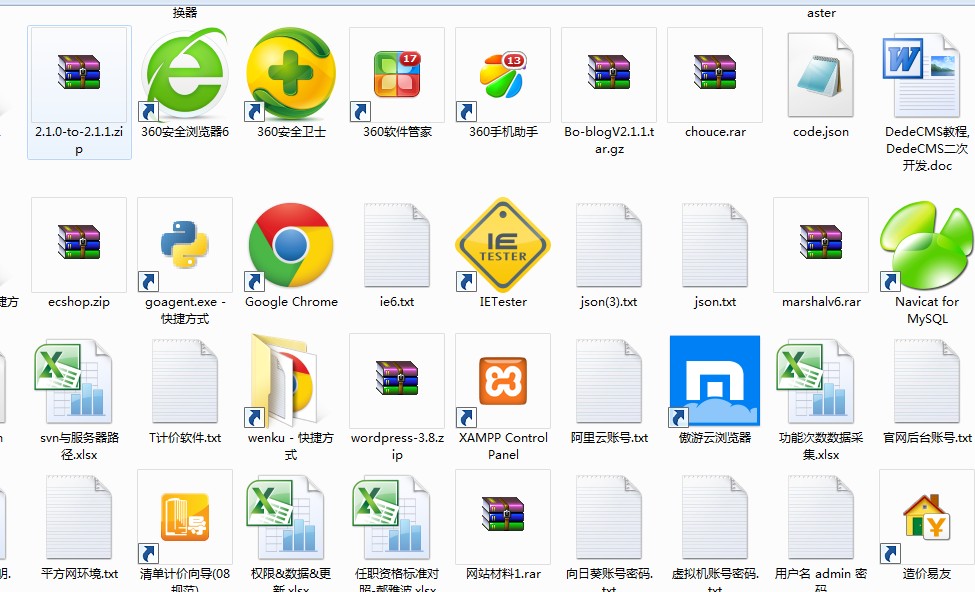 换器
aster
17
13
2.1.0-to-2.1.1.zi
p
360安全浏览器6
360安全卫士
360软件管家
360手机助手
Bo-blogV2.1.1.t
ar.gz
chouce.rar
code.json
W
DedeCMS教程,
DedeCMS二次
开发.doc
IE
TESTER
捷方
ecshop.zip
goagent.exe -
快捷方式
Google Chrome
ie6.txt
IETester
json(3).txt
json.txt
marshalv6.rar
Navicat for
MySQL
svn与服务器路
径.xlsx
T计价软件.txt
wenku - 快捷方
式
wordpress-3.8.z
ip
XAMPP Control
Panel
阿里云账号.txt
傲游云浏览器
功能次数数据采
集.xlsx
官网后台账号.txt
导
明.
平方网环境.txt
清单计价向导(08
规范)
权限&数据&更
新.xlsx
任职资格标准对
照-郝雅波.xlsx
网站材料1.rar
向日葵账号密码.
txt
虚拟机账号密码.
txt
用户名 admin 密
码
¥
造价易友